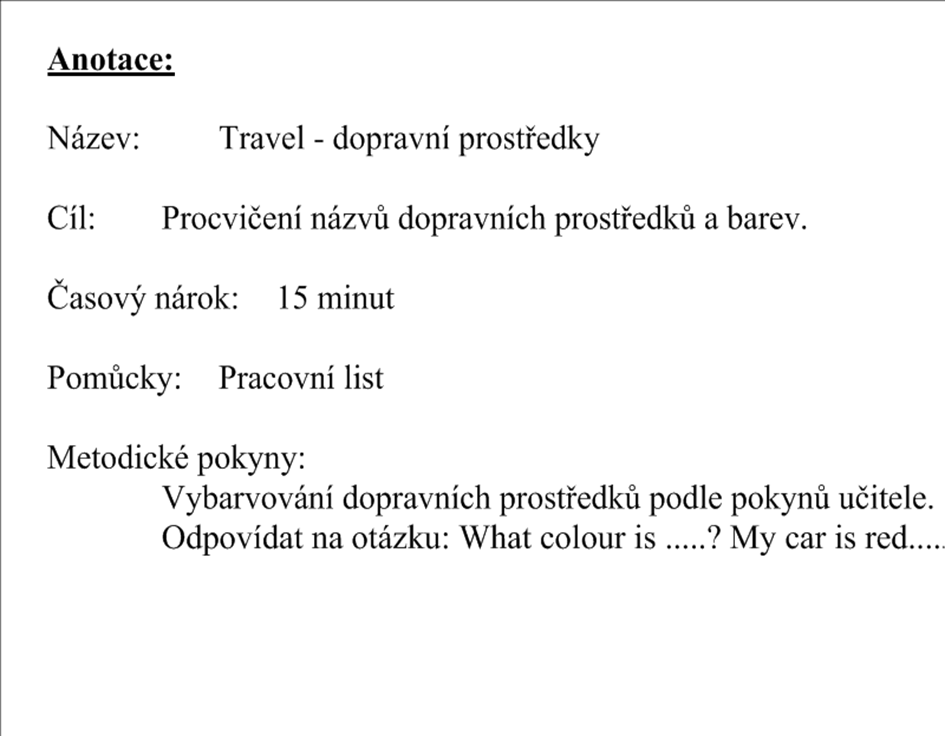 Anotace:
Název: Travel - dopravní prostředky
Cíl: Procvičení názvů dopravních prostředků a barev.
Časový nárok: 15 minut
Pomůcky: Pracovní list
Metodické pokyny:
Vybarvování dopravních prostředků podle pokynů učitele.
Odpovídat na otázku: What colour is .....? My car is red.....